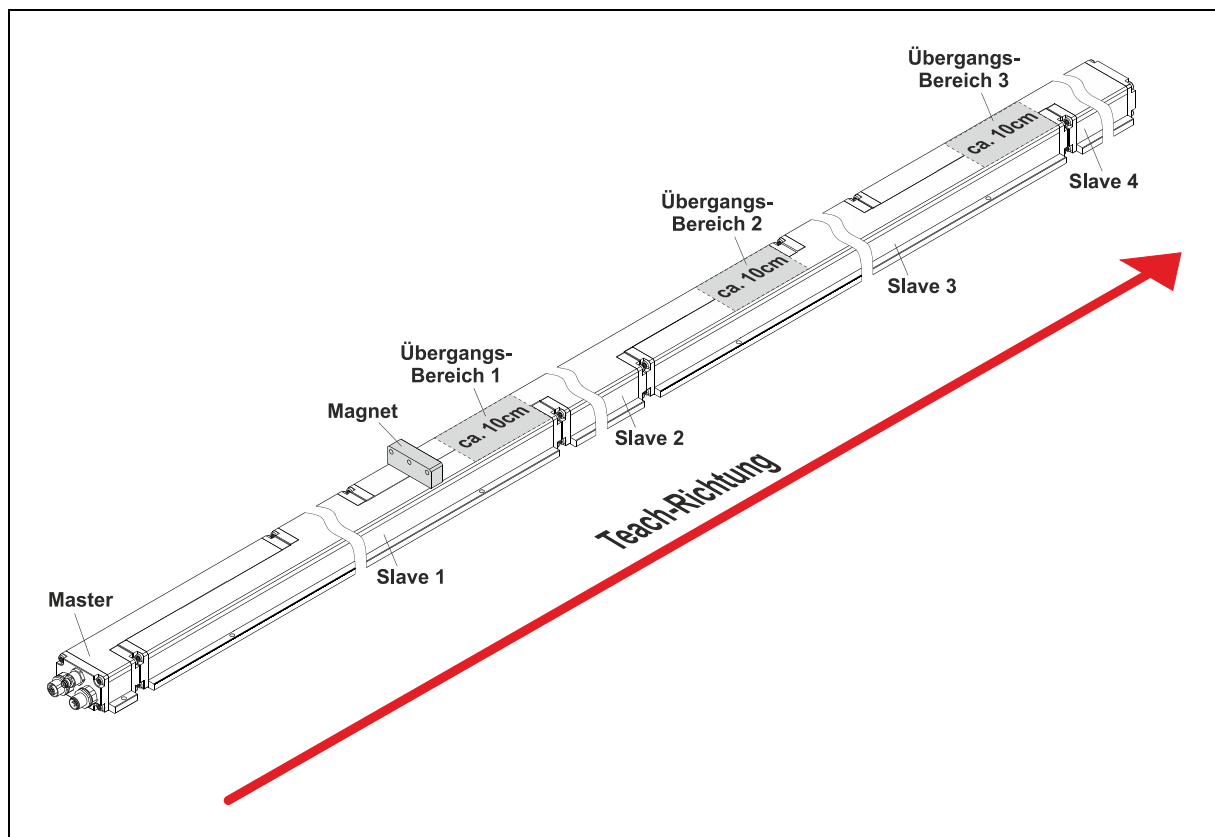 Übergangs-
Bereich 3
ca. 10cm
Slave 4
Übergangs-
Bereich 2
ca. 10cm
Slave 3
Übergangs-
Bereich 1
Magnet
ca. 10cm
Slave 2
Teach-Richtung
Slave 1
Master